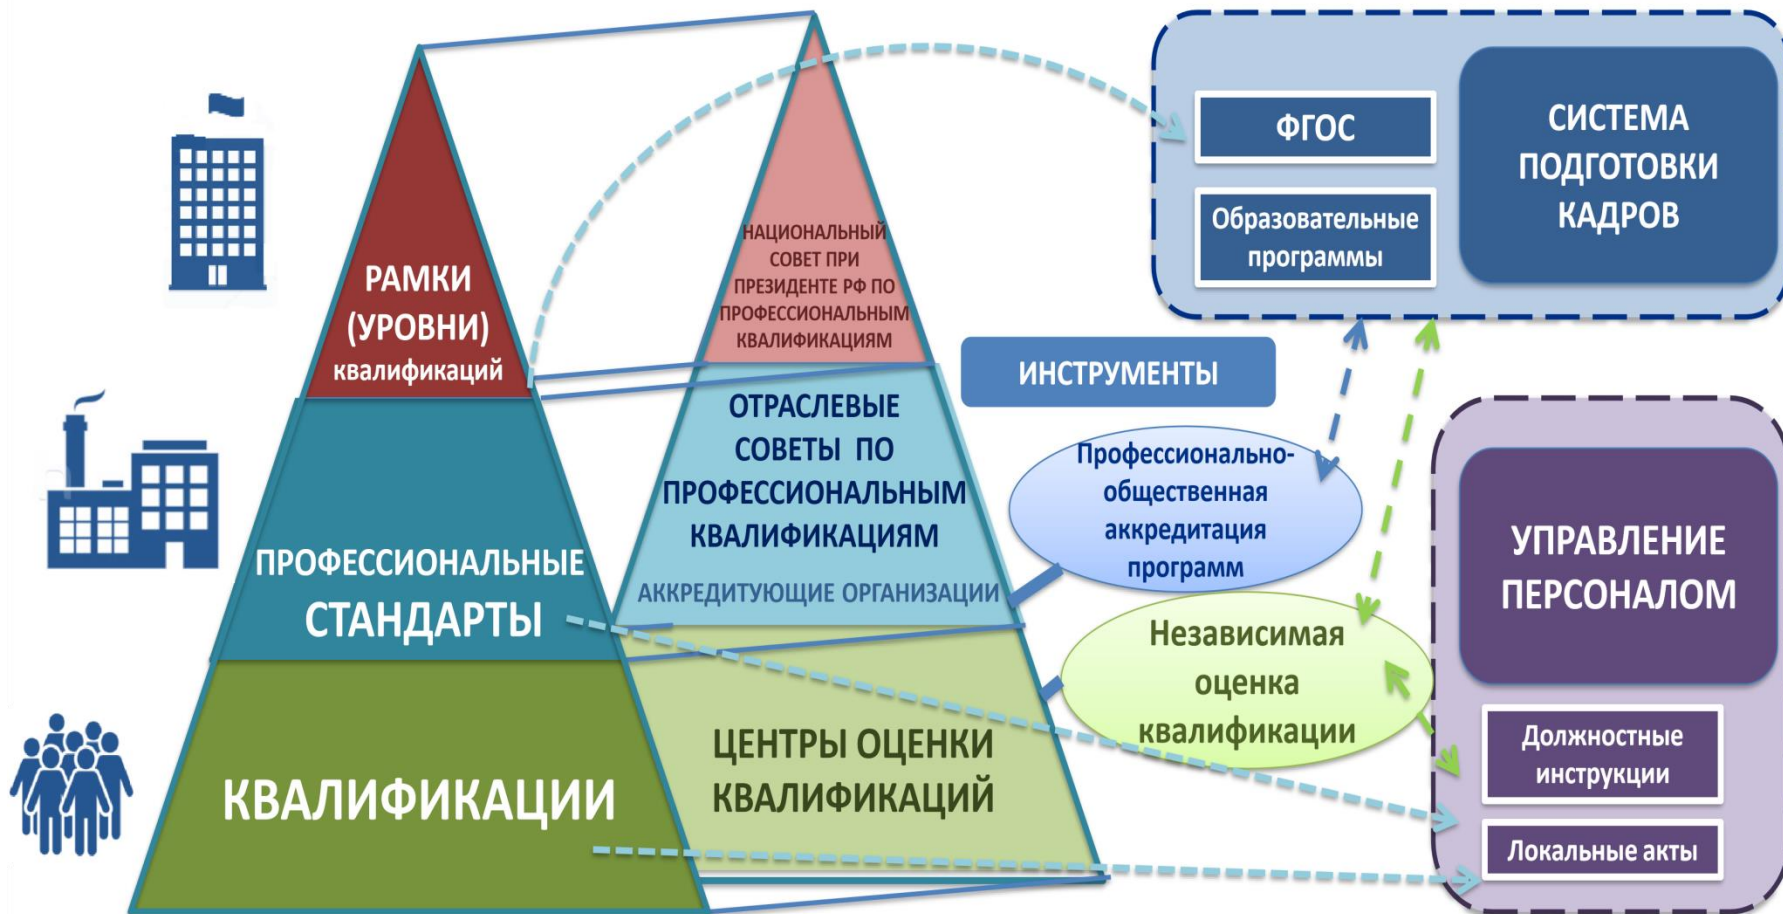 РАМКИ
(УРОВНИ)
квалификаций
ПРОФЕССИОНАЛЬНЫЕ
СТАНДАРТЫ
КВАЛИФИКАЦИИ
НАЦИОНАЛЬНЫЙ
СОВЕТ ПРИ
ПРЕЗИДЕНТЕ РФ ПО
ПРОФЕССИОНАЛЬНЫМ
КВАЛИФИКАЦИЯМ
ОТРАСЛЕВЫЕ
СОВЕТЫ ПО
ПРОФЕССИОНАЛЬНЫМ
КВАЛИФИКАЦИЯМ
АККРЕДИТУЮЩИЕ ОРГАНИЗАЦИИ
ЦЕНТРЫ ОЦЕНКИ
КВАЛИФИКАЦИЙ
ИНСТРУМЕНТЫ
Профессионально-
общественная
аккредитация
программ
Независимая
оценка
квалификации
ФГОС
Образовательные
программы
СИСТЕМА
ПОДГОТОВКИ
КАДРОВ
УПРАВЛЕНИЕ
ПЕРСОНАЛОМ
Должностные
инструкции
Локальные акты